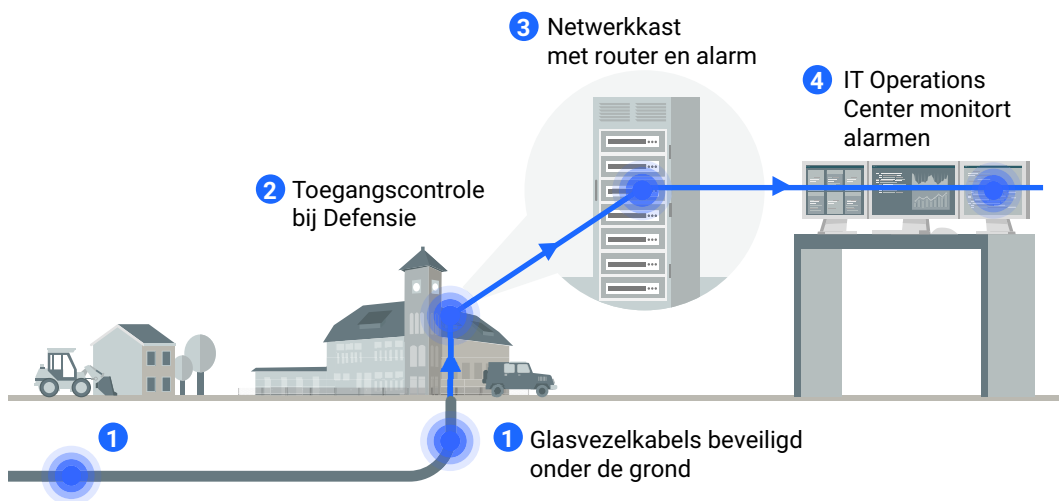 3 Netwerkkast
met router en alarm
4 IT Operations
Center monitort
alarmen
2 Toegangscontrole
bij Defensie
1
1 Glasvezelkabels beveiligd
onder de grond